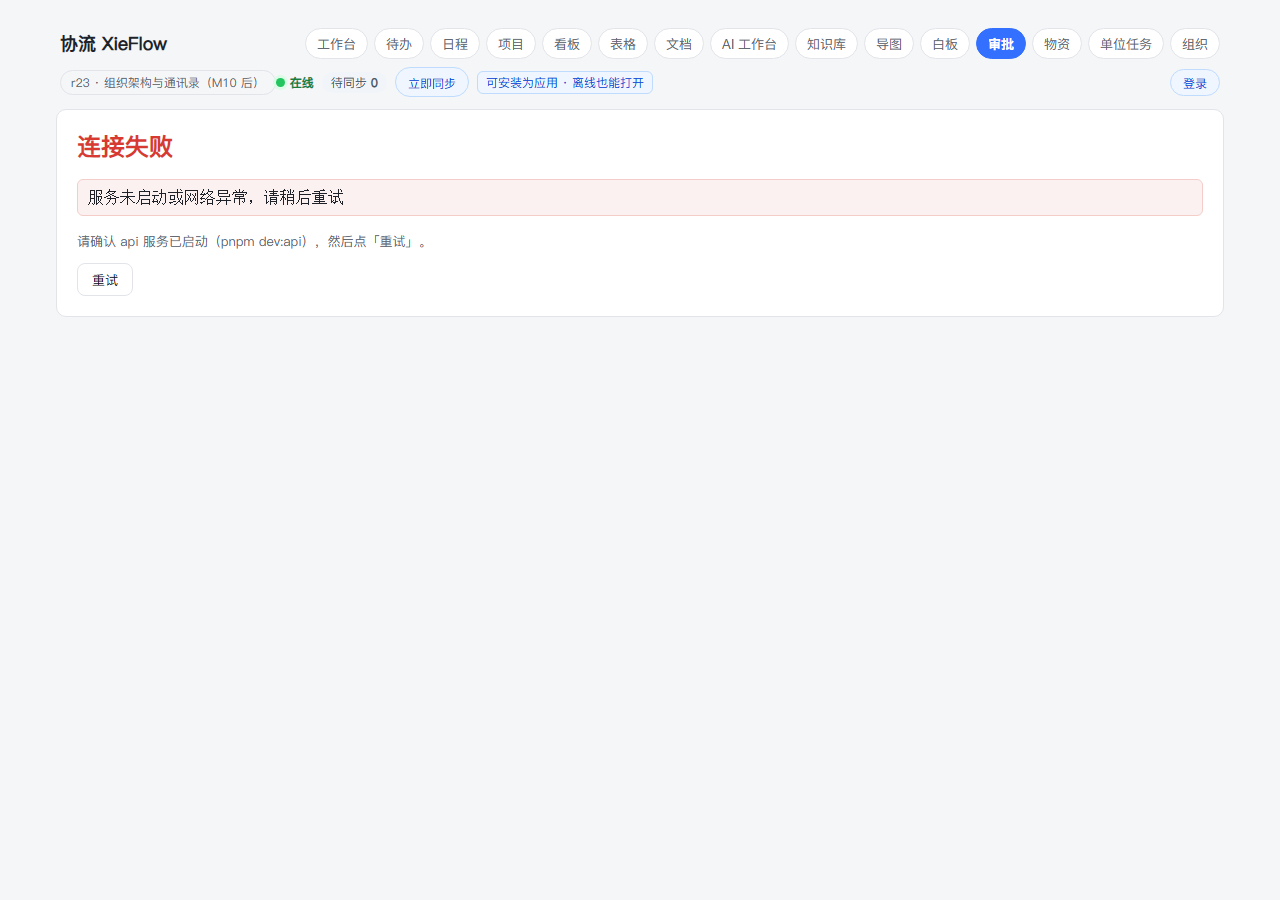 协流 XieFlow
工作台 待办 日程 项目 看板 表格 文档 AI 工作台 知识库 导图 白板 审批 物资 单位任务 组织
r23 · 组织架构与通讯录（M10 后） 在线 待同步 0 立即同步 可安装为应用 · 离线也能打开 登录
连接失败
服务未启动或网络异常，请稍后重试
请确认 api 服务已启动（pnpm dev:api），然后点「重试」。
重试